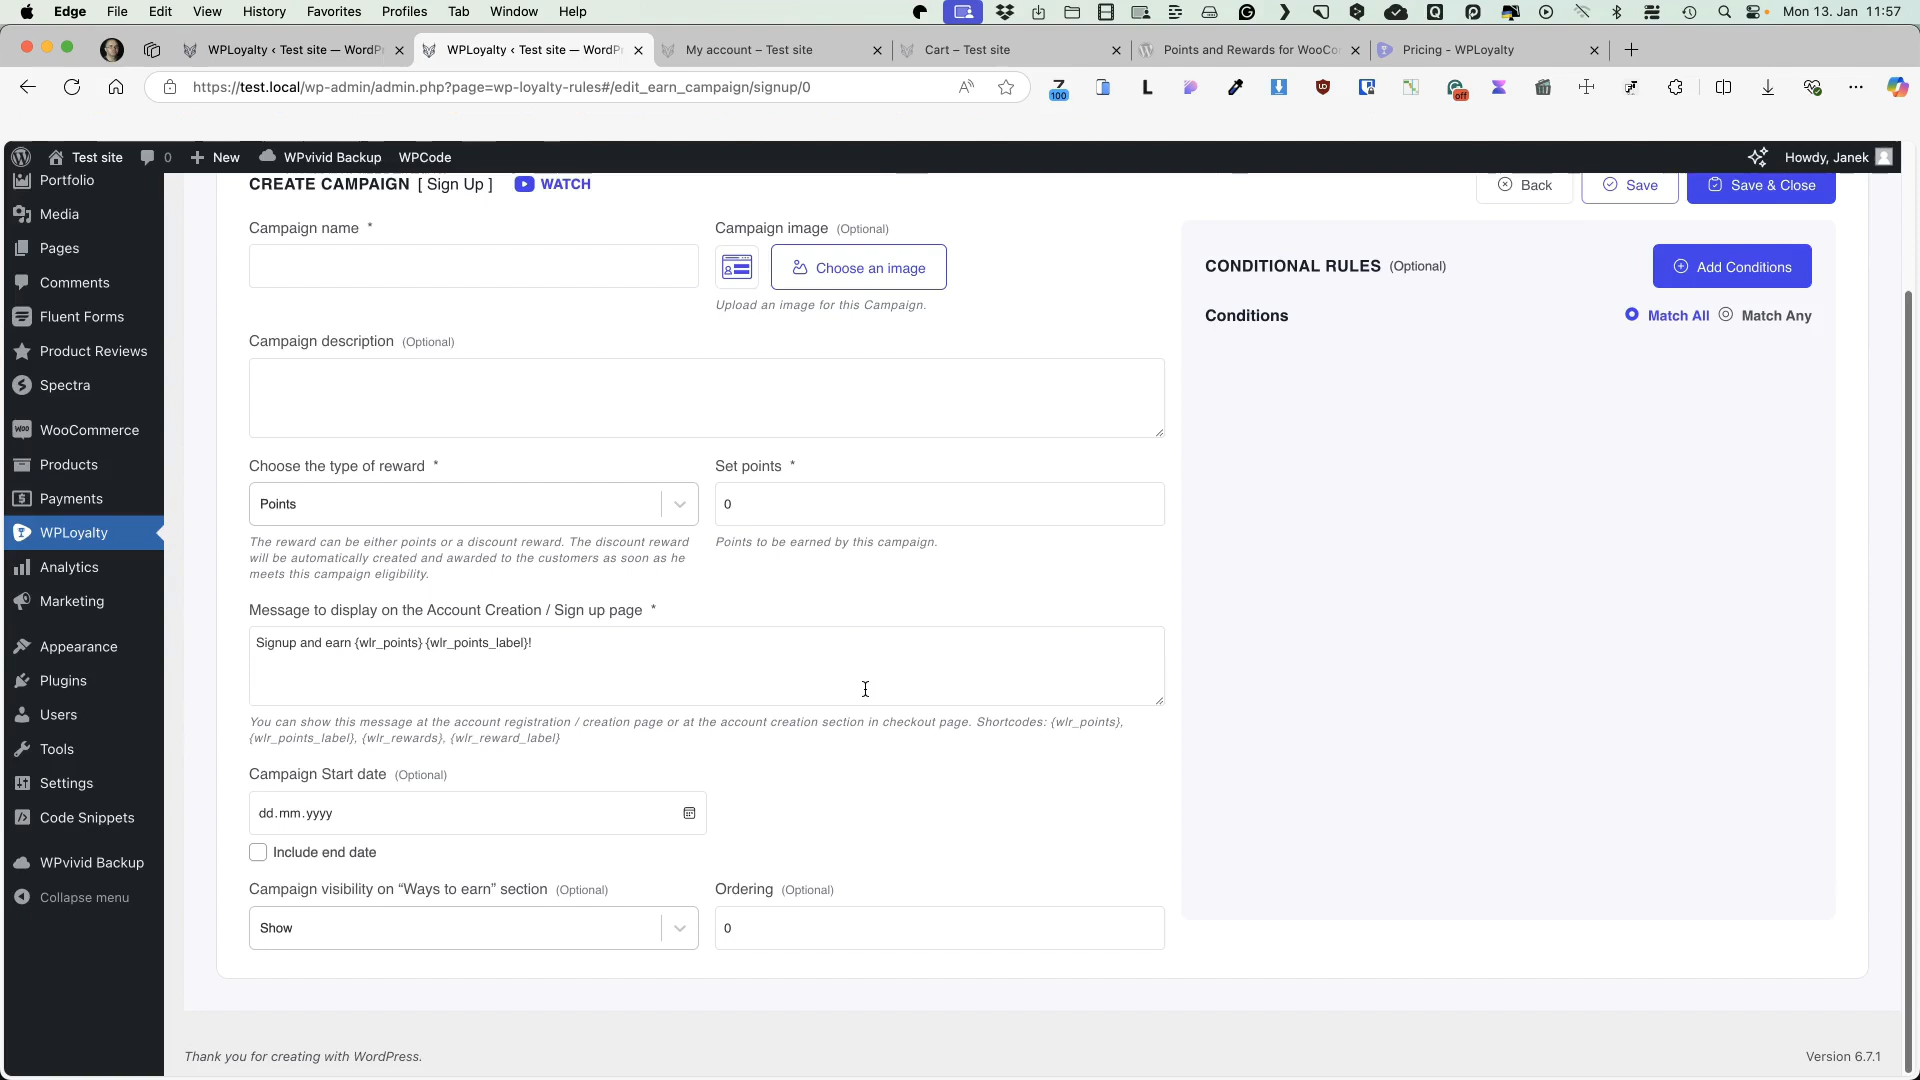 Edge File Edit View History Favorites Profiles Tab Window Help Mon 13. Jan 11:57
WPLoyalty ‹ Test site — WordPr
WPLoyalty ‹ Test site — WordPr
My account – Test site
Cart – Test site
Points and Rewards for WooCo
Pricing - WPLoyalty
https://test.local/wp-admin/admin.php?page=wp-loyalty-rules#/edit_earn_campaign/signup/0
100
off
Test site 0 New WPvivid Backup WPCode Howdy, Janek
Portfolio
Media
Pages
Comments
Fluent Forms
Product Reviews
Spectra
WooCommerce
Products
Payments
WPLoyalty
Analytics
Marketing
Appearance
Plugins
Users
Tools
Settings
Code Snippets
WPvivid Backup
Collapse menu
CREATE CAMPAIGN [ Sign Up ] WATCH
Back Save Save & Close
Campaign name *
Campaign image (Optional)
Choose an image
Upload an image for this Campaign.
Campaign description (Optional)
Choose the type of reward *
Points
The reward can be either points or a discount reward. The discount reward
will be automatically created and awarded to the customers as soon as he
meets this campaign eligibility.
Set points *
0
Points to be earned by this campaign.
Message to display on the Account Creation / Sign up page *
Signup and earn {wlr_points} {wlr_points_label}!
You can show this message at the account registration / creation page or at the account creation section in checkout page. Shortcodes: {wlr_points},
{wlr_points_label}, {wlr_rewards}, {wlr_reward_label}
Campaign Start date (Optional)
dd.mm.yyyy
Include end date
Campaign visibility on “Ways to earn” section (Optional)
Show
Ordering (Optional)
0
CONDITIONAL RULES (Optional)
Add Conditions
Conditions
Match All Match Any
Thank you for creating with WordPress.
Version 6.7.1